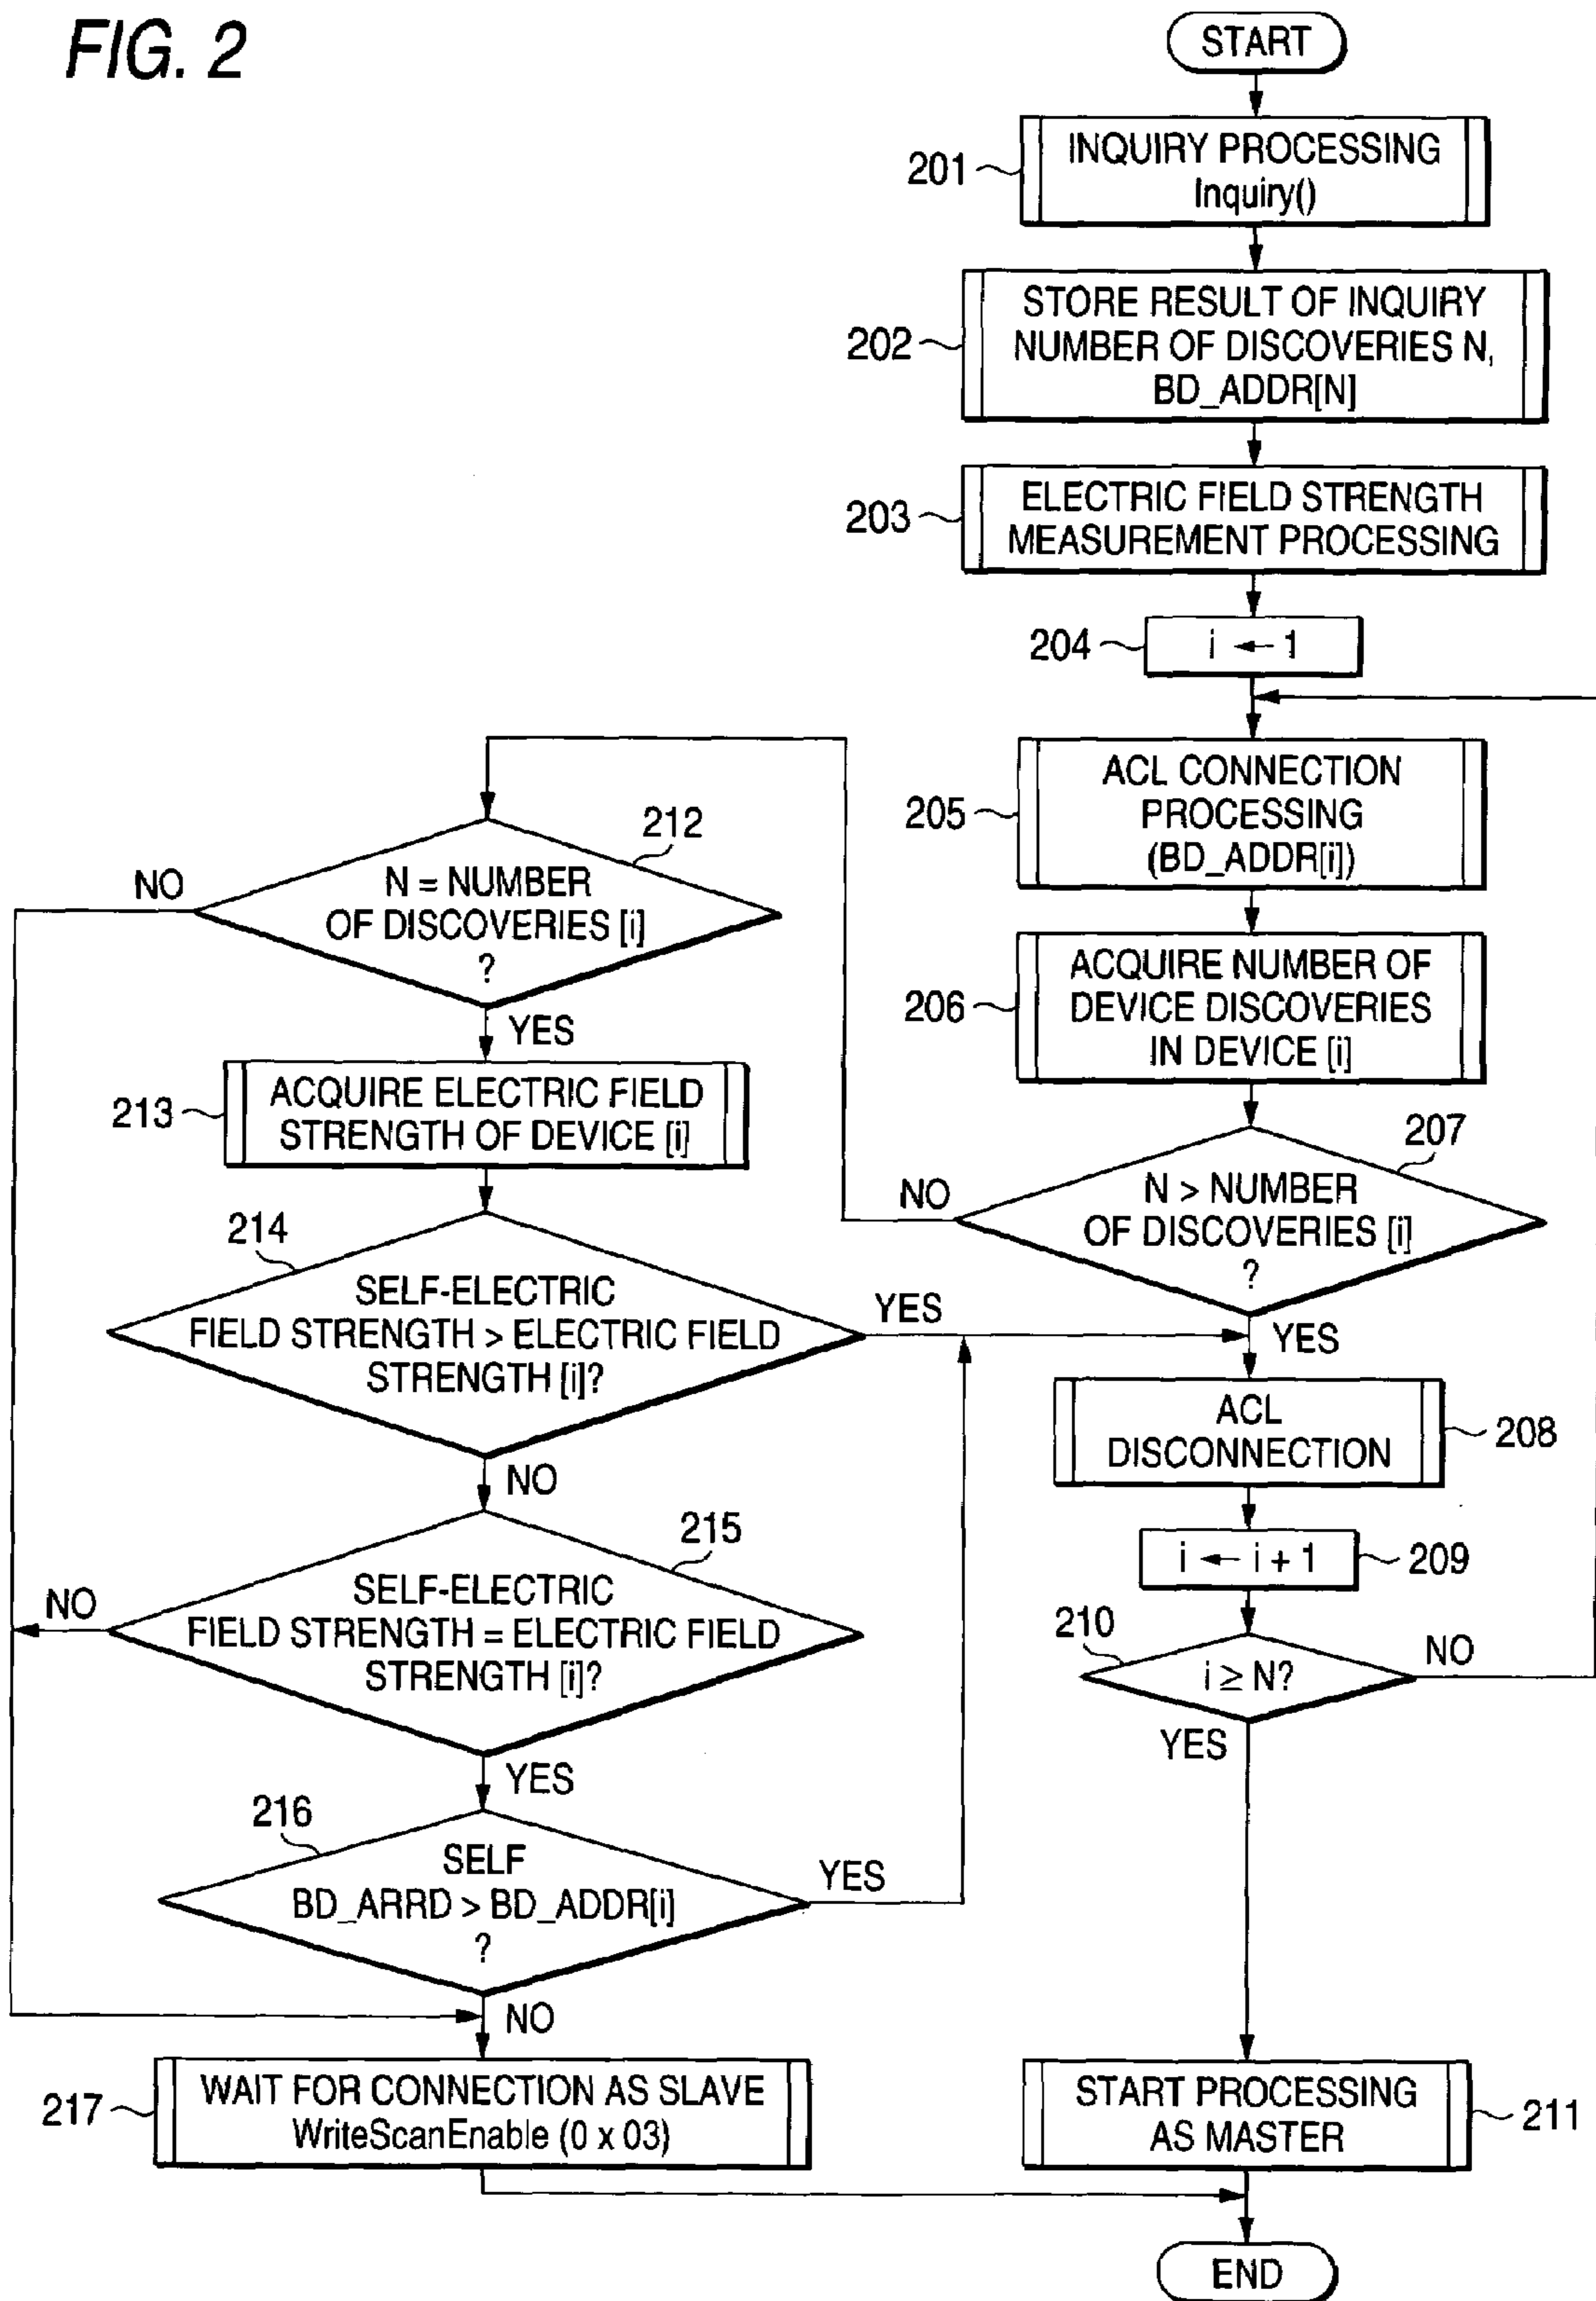 FIG. 2
START
201
INQUIRY PROCESSING
Inquiry()
202
STORE RESULT OF INQUIRY
NUMBER OF DISCOVERIES N,
BD_ADDR[N]
203
ELECTRIC FIELD STRENGTH
MEASUREMENT PROCESSING
204
i ← 1
205
ACL CONNECTION
PROCESSING
(BD_ADDR[i])
206
ACQUIRE NUMBER OF
DEVICE DISCOVERIES
IN DEVICE [i]
207
N > NUMBER
OF DISCOVERIES [i]
?
NO
YES
208
ACL
DISCONNECTION
209
i ← i + 1
210
i ≥ N?
NO
YES
211
START PROCESSING
AS MASTER
212
N = NUMBER
OF DISCOVERIES [i]
?
NO
YES
213
ACQUIRE ELECTRIC FIELD
STRENGTH OF DEVICE [i]
214
SELF-ELECTRIC
FIELD STRENGTH > ELECTRIC FIELD
STRENGTH [i]?
YES
NO
215
SELF-ELECTRIC
FIELD STRENGTH = ELECTRIC FIELD
STRENGTH [i]?
NO
YES
216
SELF
BD_ARRD > BD_ADDR[i]
?
YES
NO
217
WAIT FOR CONNECTION AS SLAVE
WriteScanEnable (0 x 03)
END